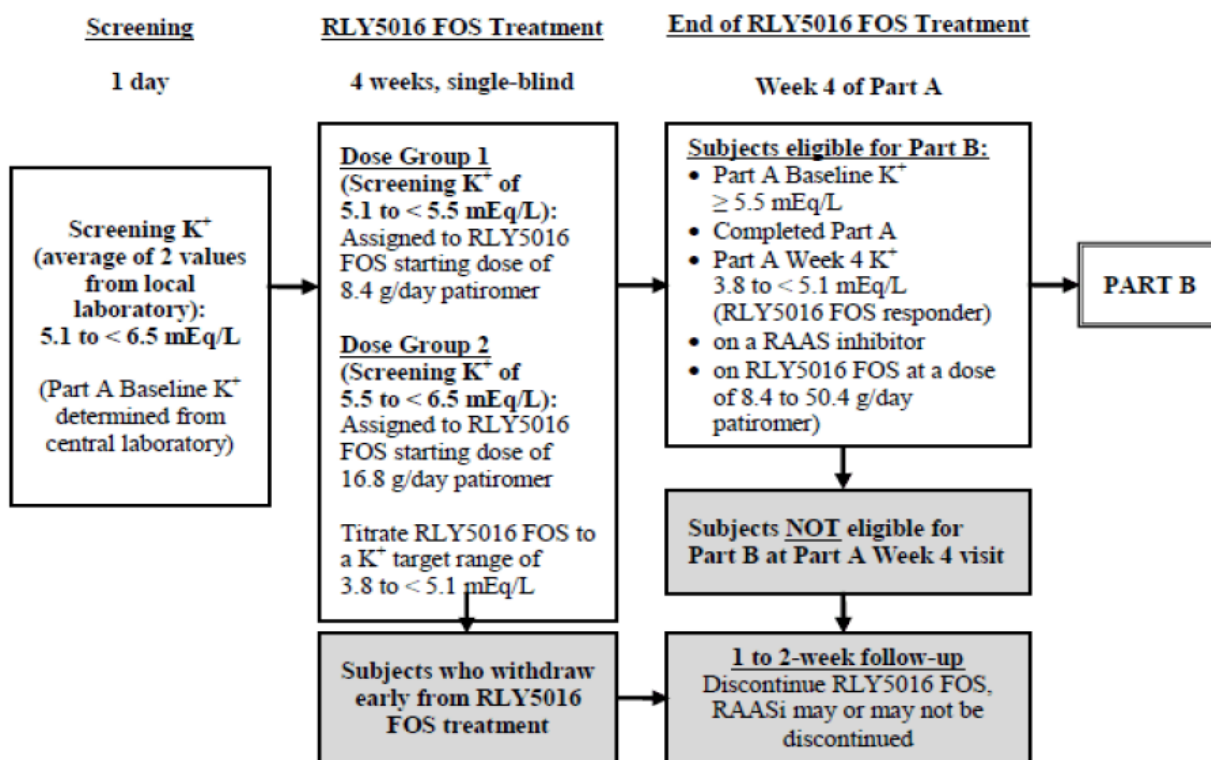 Screening
1 day
Screening K⁺
(average of 2 values
from local
laboratory):
5.1 to < 6.5 mEq/L
(Part A Baseline K⁺
determined from
central laboratory)
RLY5016 FOS Treatment
4 weeks, single-blind
Dose Group 1
(Screening K⁺ of
5.1 to < 5.5 mEq/L):
Assigned to RLY5016
FOS starting dose of
8.4 g/day patiromer
Dose Group 2
(Screening K⁺ of
5.5 to < 6.5 mEq/L):
Assigned to RLY5016
FOS starting dose of
16.8 g/day patiromer
Titrate RLY5016 FOS to
a K⁺ target range of
3.8 to < 5.1 mEq/L
Subjects who withdraw
early from RLY5016
FOS treatment
End of RLY5016 FOS Treatment
Week 4 of Part A
Subjects eligible for Part B:
• Part A Baseline K⁺
≥ 5.5 mEq/L
• Completed Part A
• Part A Week 4 K⁺
3.8 to < 5.1 mEq/L
(RLY5016 FOS responder)
• on a RAAS inhibitor
• on RLY5016 FOS at a dose
of 8.4 to 50.4 g/day
patiromer)
Subjects NOT eligible for
Part B at Part A Week 4 visit
1 to 2-week follow-up
Discontinue RLY5016 FOS,
RAASi may or may not be
discontinued
PART B